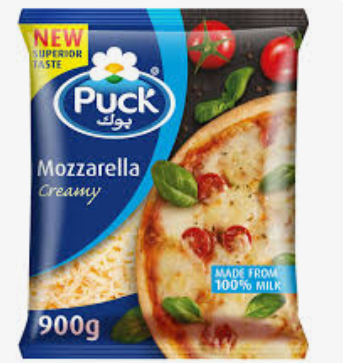 NEW
SUPERIOR
TASTE
Puck®
بوك
Mozzarella
Creamy
MADE FROM
100% MILK
900g